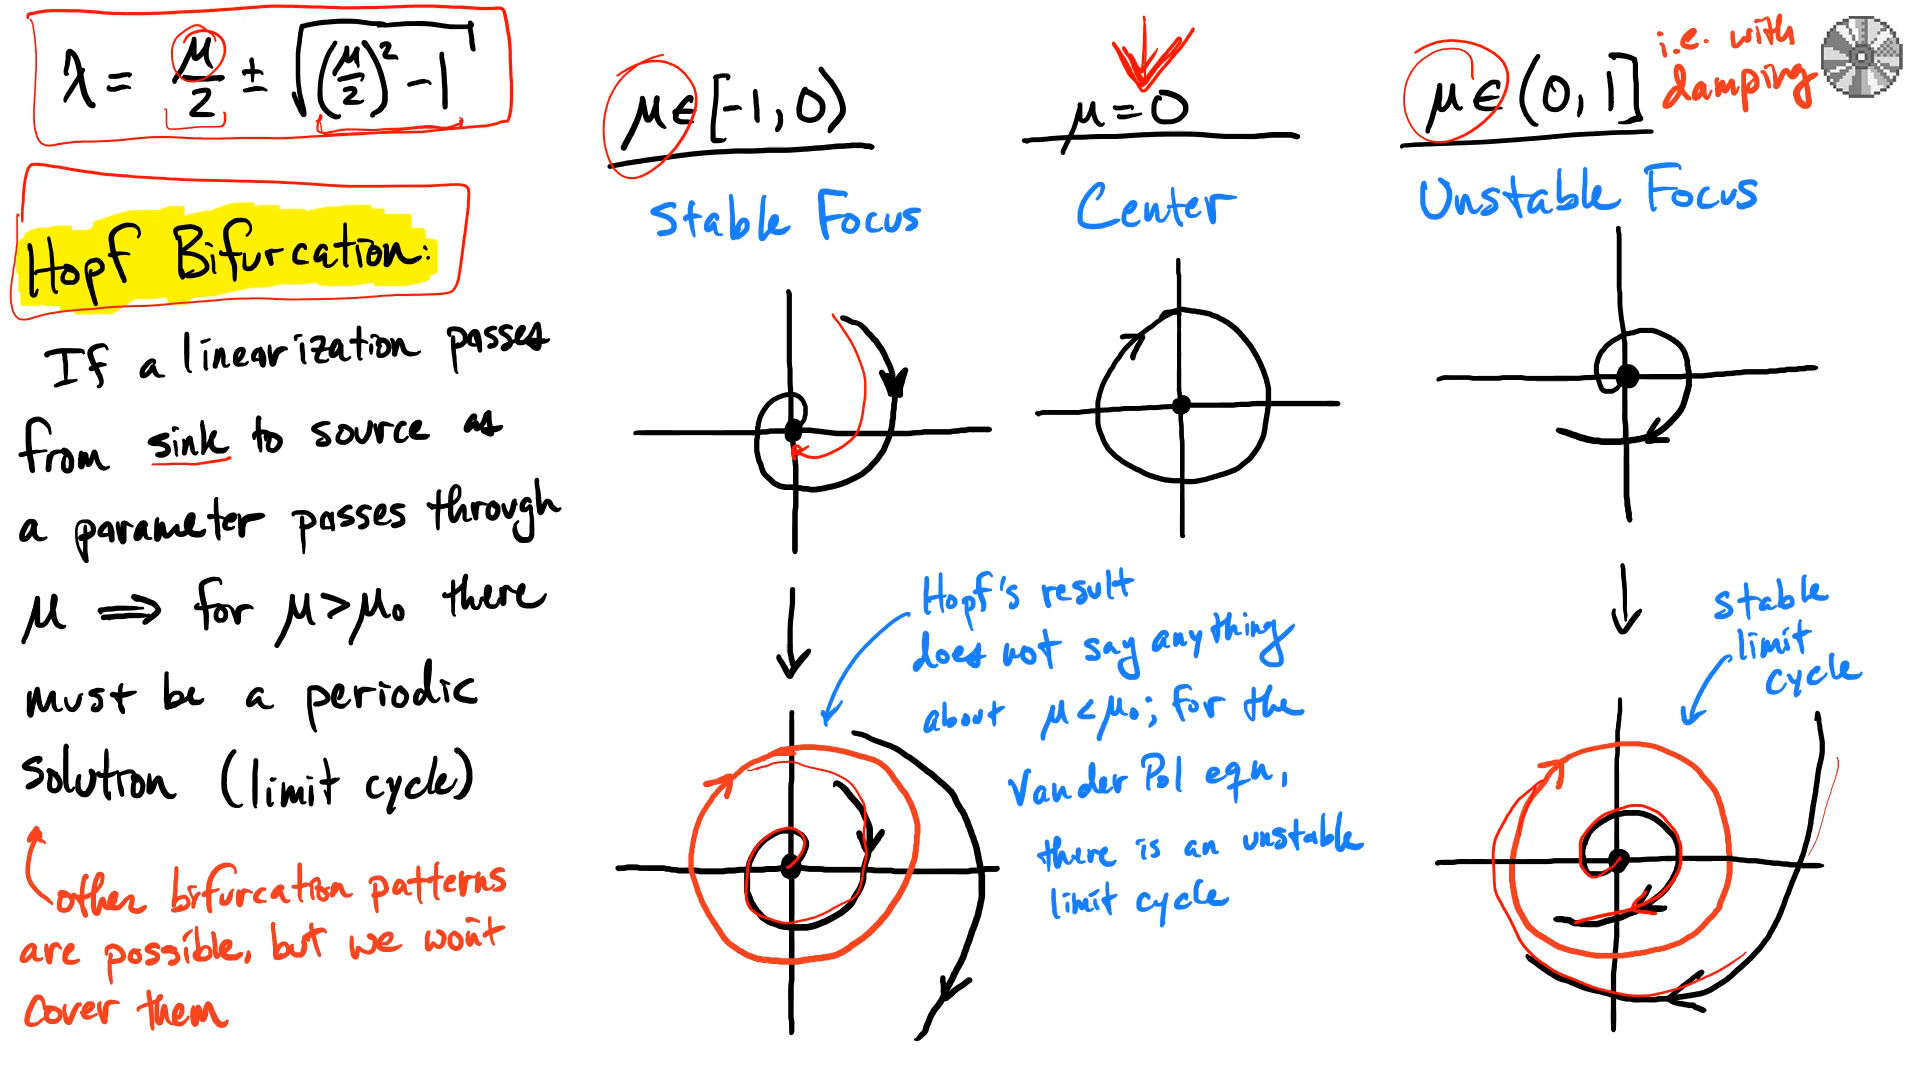 λ = μ/2 ± √((μ/2)² - 1)
Hopf Bifurcation:
If a linearization passes
from sink to source as
a parameter passes through
μ ⟹ for μ>μ₀ there
must be a periodic
solution (limit cycle)
other bifurcation patterns
are possible, but we won't
cover them
μ∈[-1,0)
Stable Focus
μ=0
Center
μ∈(0,1]
i.e. with
damping
Unstable Focus
Hopf's result
does not say anything
about μ<μ₀; for the
Van der Pol eqn,
there is an unstable
limit cycle
stable
limit
cycle